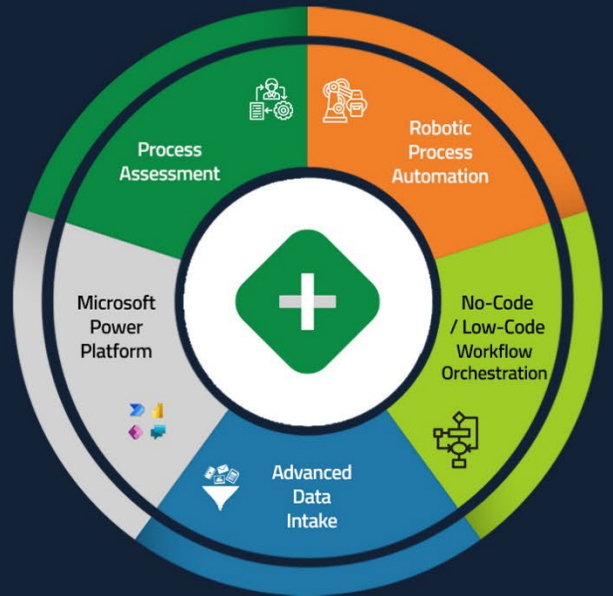 Process
Assessment
Robotic
Process
Automation
No-Code
/ Low-Code
Workflow
Orchestration
Advanced
Data
Intake
Microsoft
Power
Platform